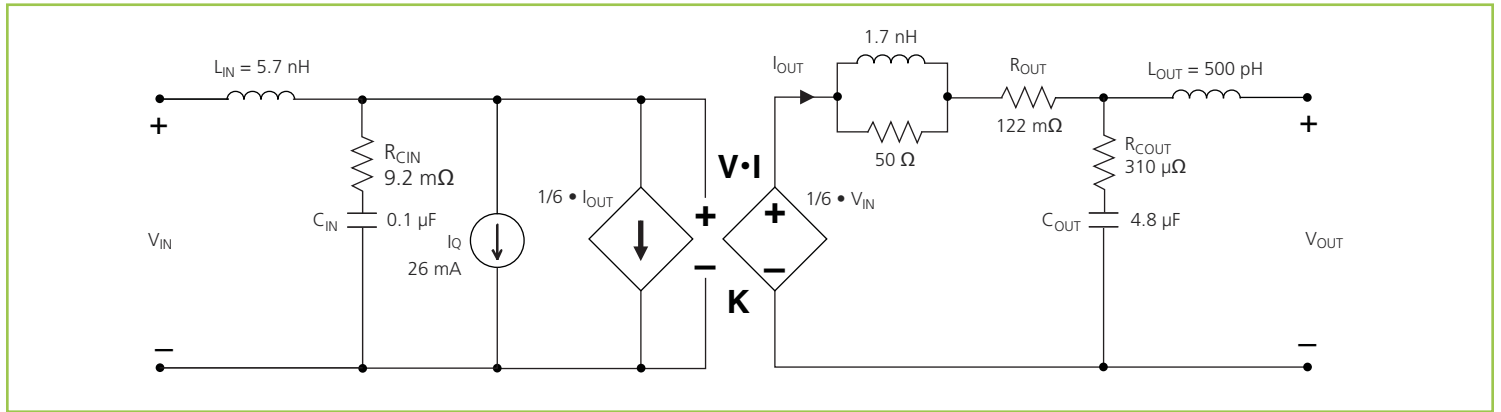 L_IN = 5.7 nH
+
R_CIN
9.2 mΩ
C_IN 0.1 µF
V_IN
–
I_Q
26 mA
1/6 • I_OUT
+
–
V•I
K
1/6 • V_IN
+
–
I_OUT
1.7 nH
50 Ω
R_OUT
122 mΩ
L_OUT = 500 pH
+
R_COUT
310 µΩ
C_OUT 4.8 µF
V_OUT
–